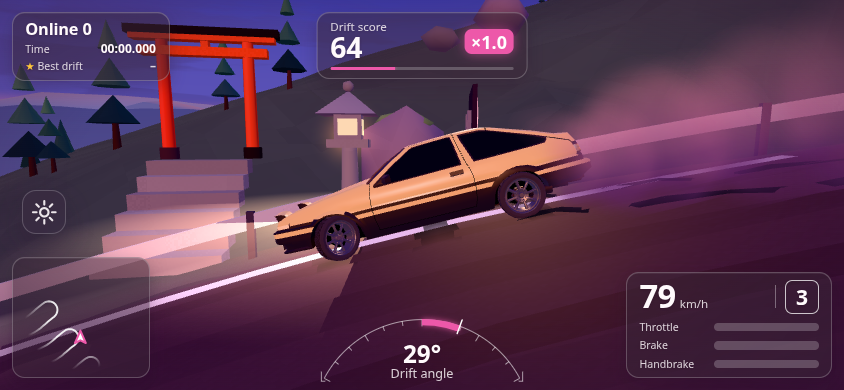 Online 0
Time 00:00.000
★ Best drift –
Drift score
64 ×1.0
29°
Drift angle
79 km/h 3
Throttle
Brake
Handbrake